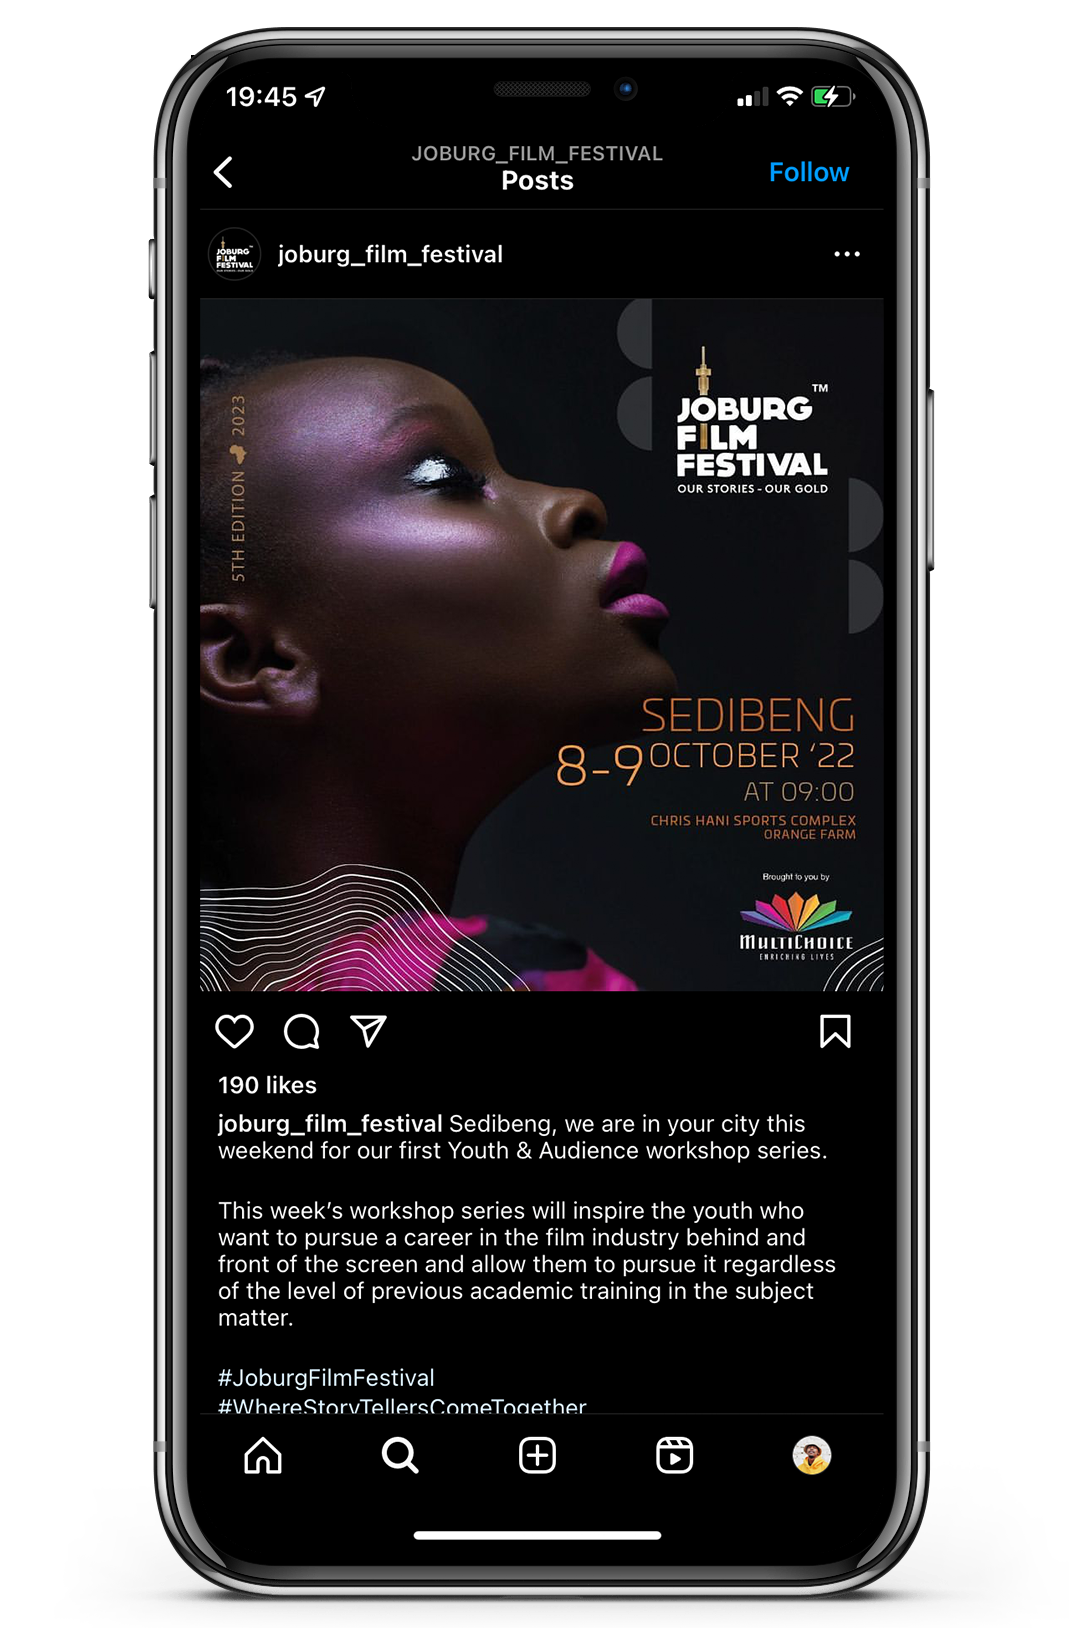 19:45
JOBURG_FILM_FESTIVAL
Posts
Follow
JOBURG
FILM
FESTIVAL
joburg_film_festival
5TH EDITION 2023
JOBURG™
FILM
FESTIVAL
OUR STORIES - OUR GOLD
SEDIBENG
8-9 OCTOBER ‘22
AT 09:00
CHRIS HANI SPORTS COMPLEX
ORANGE FARM
Brought to you by
MULTICHOICE
ENRICHING LIVES
190 likes
joburg_film_festival Sedibeng, we are in your city this
weekend for our first Youth & Audience workshop series.
This week’s workshop series will inspire the youth who
want to pursue a career in the film industry behind and
front of the screen and allow them to pursue it regardless
of the level of previous academic training in the subject
matter.
#JoburgFilmFestival
#WhereStoryTellersComeTogether